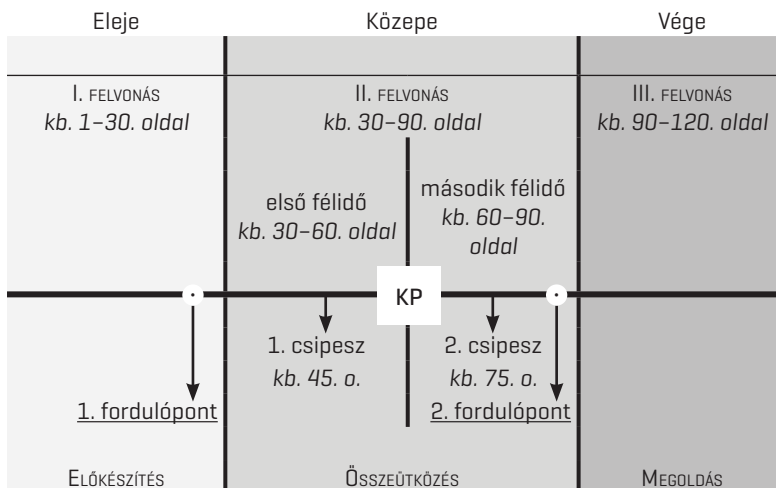 Eleje
Közepe
Vége
I. FELVONÁS
kb. 1–30. oldal
II. FELVONÁS
kb. 30–90. oldal
III. FELVONÁS
kb. 90–120. oldal
első félidő
kb. 30–60. oldal
második félidő
kb. 60–90.
oldal
KP
1. csipesz
kb. 45. o.
2. csipesz
kb. 75. o.
1. fordulópont
2. fordulópont
ELŐKÉSZÍTÉS
ÖSSZEÜTKÖZÉS
MEGOLDÁS